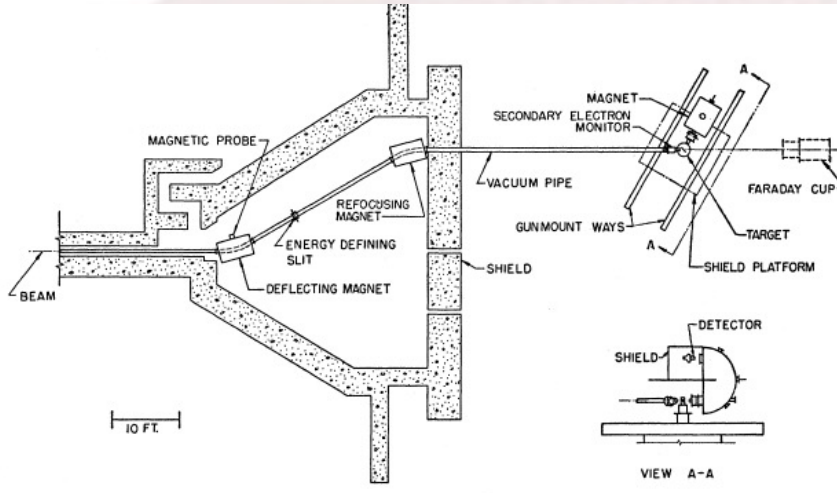 A
MAGNET
SECONDARY ELECTRON
MONITOR
MAGNETIC PROBE
VACUUM PIPE
FARADAY CUP
REFOCUSING
MAGNET
GUNMOUNT WAYS
TARGET
ENERGY DEFINING
SLIT
A
SHIELD PLATFORM
SHIELD
DEFLECTING MAGNET
BEAM
DETECTOR
SHIELD
10 FT.
VIEW A-A